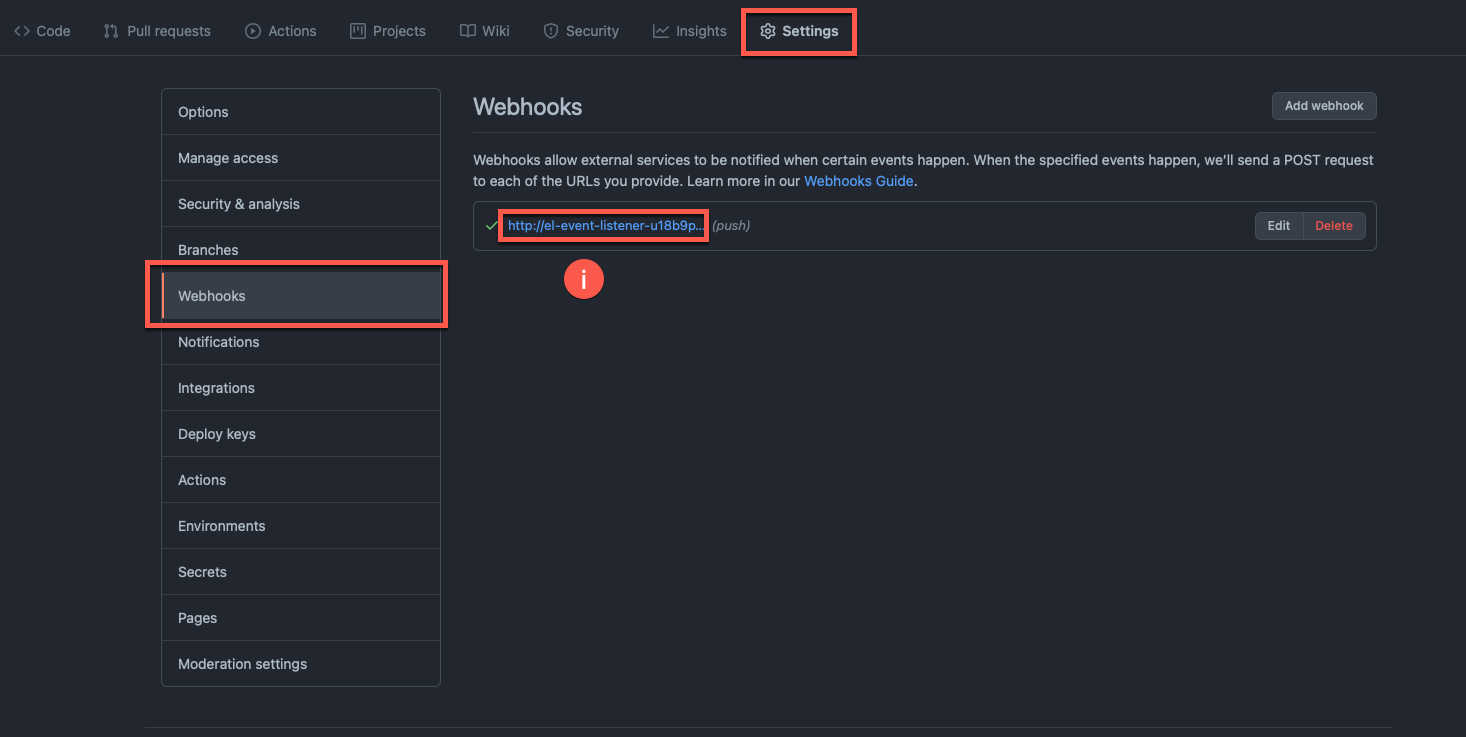 Code Pull requests Actions Projects Wiki Security Insights Settings
Options
Manage access
Security & analysis
Branches
Webhooks
Notifications
Integrations
Deploy keys
Actions
Environments
Secrets
Pages
Moderation settings
Webhooks
Add webhook
Webhooks allow external services to be notified when certain events happen. When the specified events happen, we’ll send a POST request
to each of the URLs you provide. Learn more in our Webhooks Guide.
http://el-event-listener-u18b9p... (push)
Edit Delete
i